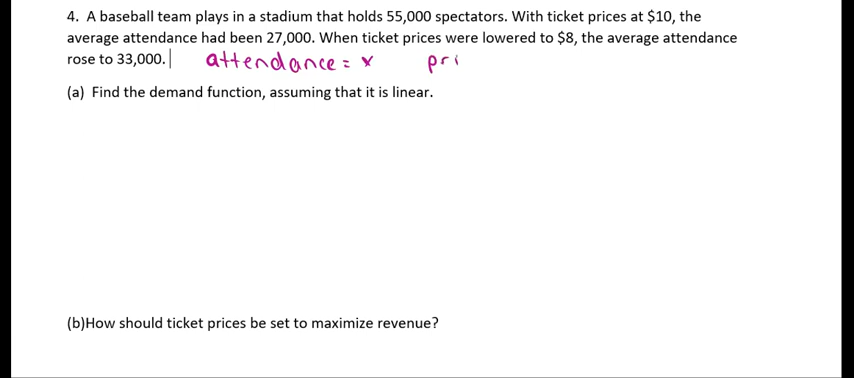 4. A baseball team plays in a stadium that holds 55,000 spectators. With ticket prices at $10, the
average attendance had been 27,000. When ticket prices were lowered to $8, the average attendance
rose to 33,000. attendance = x pri
(a) Find the demand function, assuming that it is linear.
(b)How should ticket prices be set to maximize revenue?